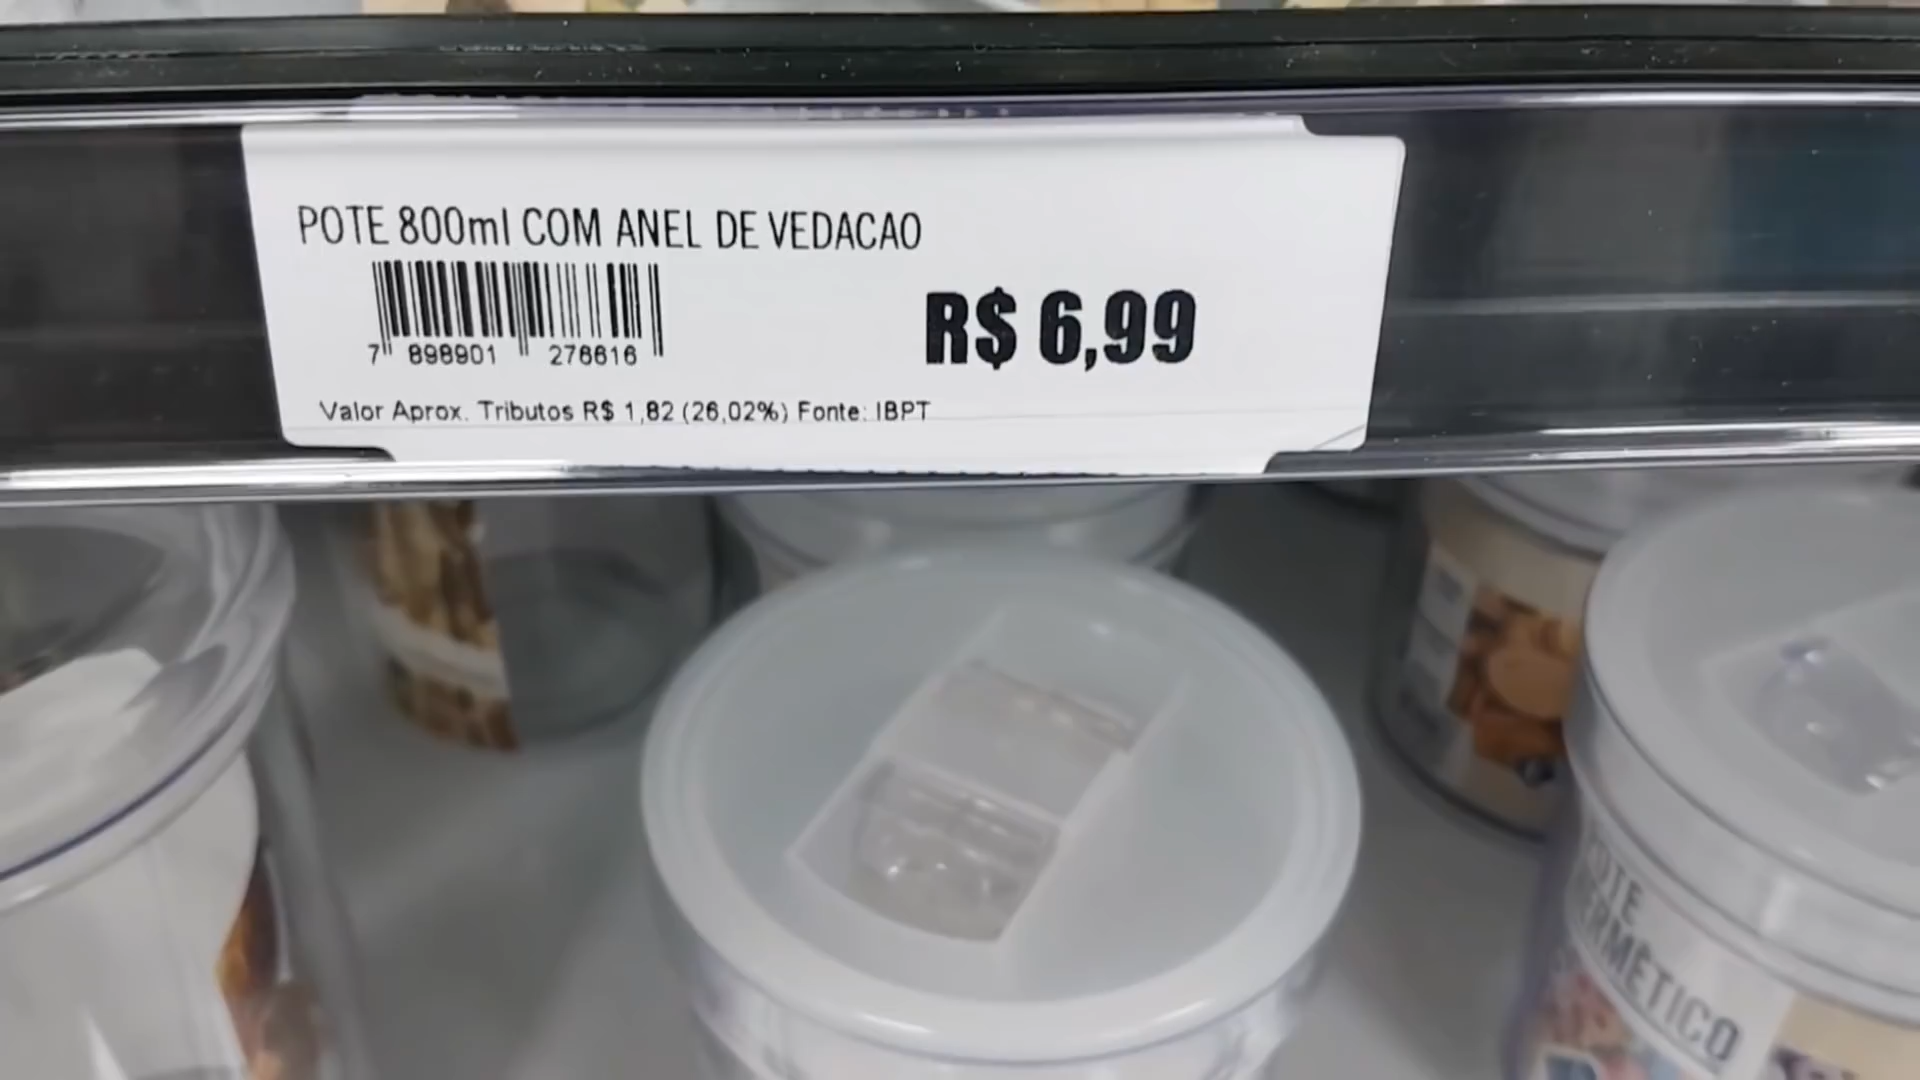 POTE 800ml COM ANEL DE VEDACAO
7 898901 276616
R$ 6,99
Valor Aprox. Tributos R$ 1,82 (26,02%) Fonte: IBPT